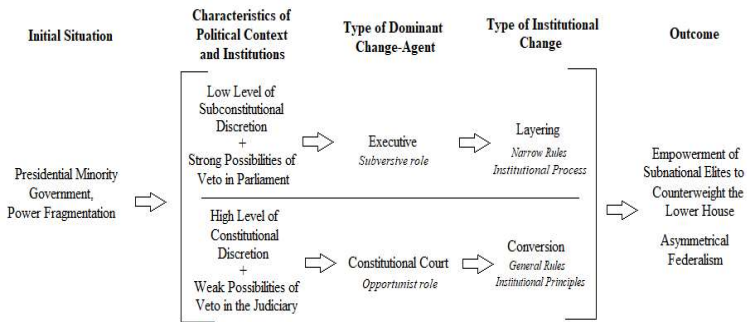 Initial Situation
Characteristics of
Political Context
and Institutions
Type of Dominant
Change-Agent
Type of Institutional
Change
Outcome
Presidential Minority
Government,
Power Fragmentation
Low Level of
Subconstitutional
Discretion
+
Strong Possibilities of
Veto in Parliament
Executive
Subversive role
Layering
Narrow Rules
Institutional Process
High Level of
Constitutional
Discretion
+
Weak Possibilities of
Veto in the Judiciary
Constitutional Court
Opportunist role
Conversion
General Rules
Institutional Principles
Empowerment of
Subnational Elites to
Counterweight the
Lower House
Asymmetrical
Federalism